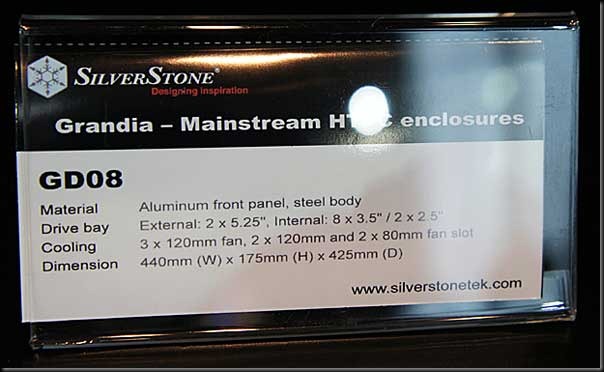 SILVERSTONE®
Designing inspiration
Grandia – Mainstream enclosures
GD08
Material Aluminum front panel, steel body
Drive bay External: 2 x 5.25", Internal: 8 x 3.5" / 2 x 2.5"
Cooling 3 x 120mm fan, 2 x 120mm and 2 x 80mm fan slot
Dimension 440mm (W) x 175mm (H) x 425mm (D)
www.silverstonetek.com